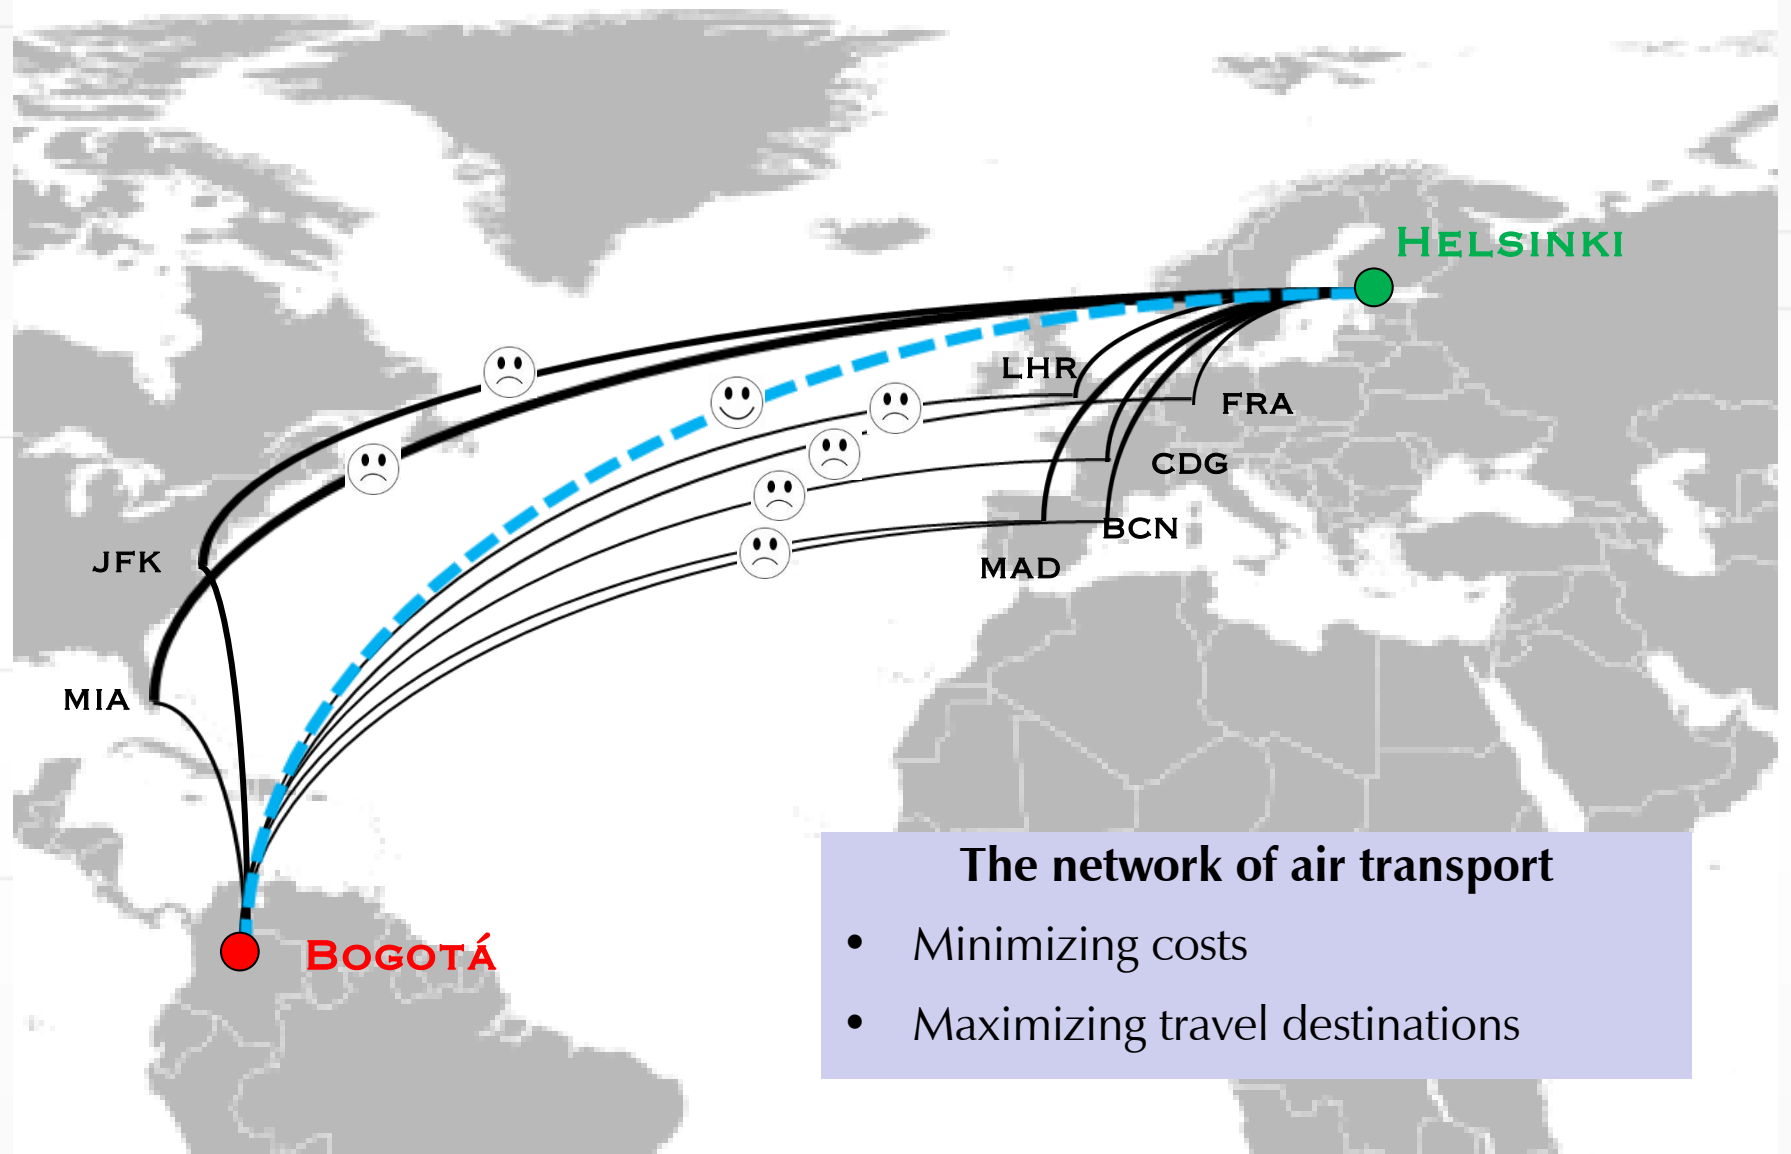 HELSINKI
LHR
FRA
CDG
BCN
MAD
JFK
MIA
BOGOTÁ
The network of air transport
• Minimizing costs
• Maximizing travel destinations